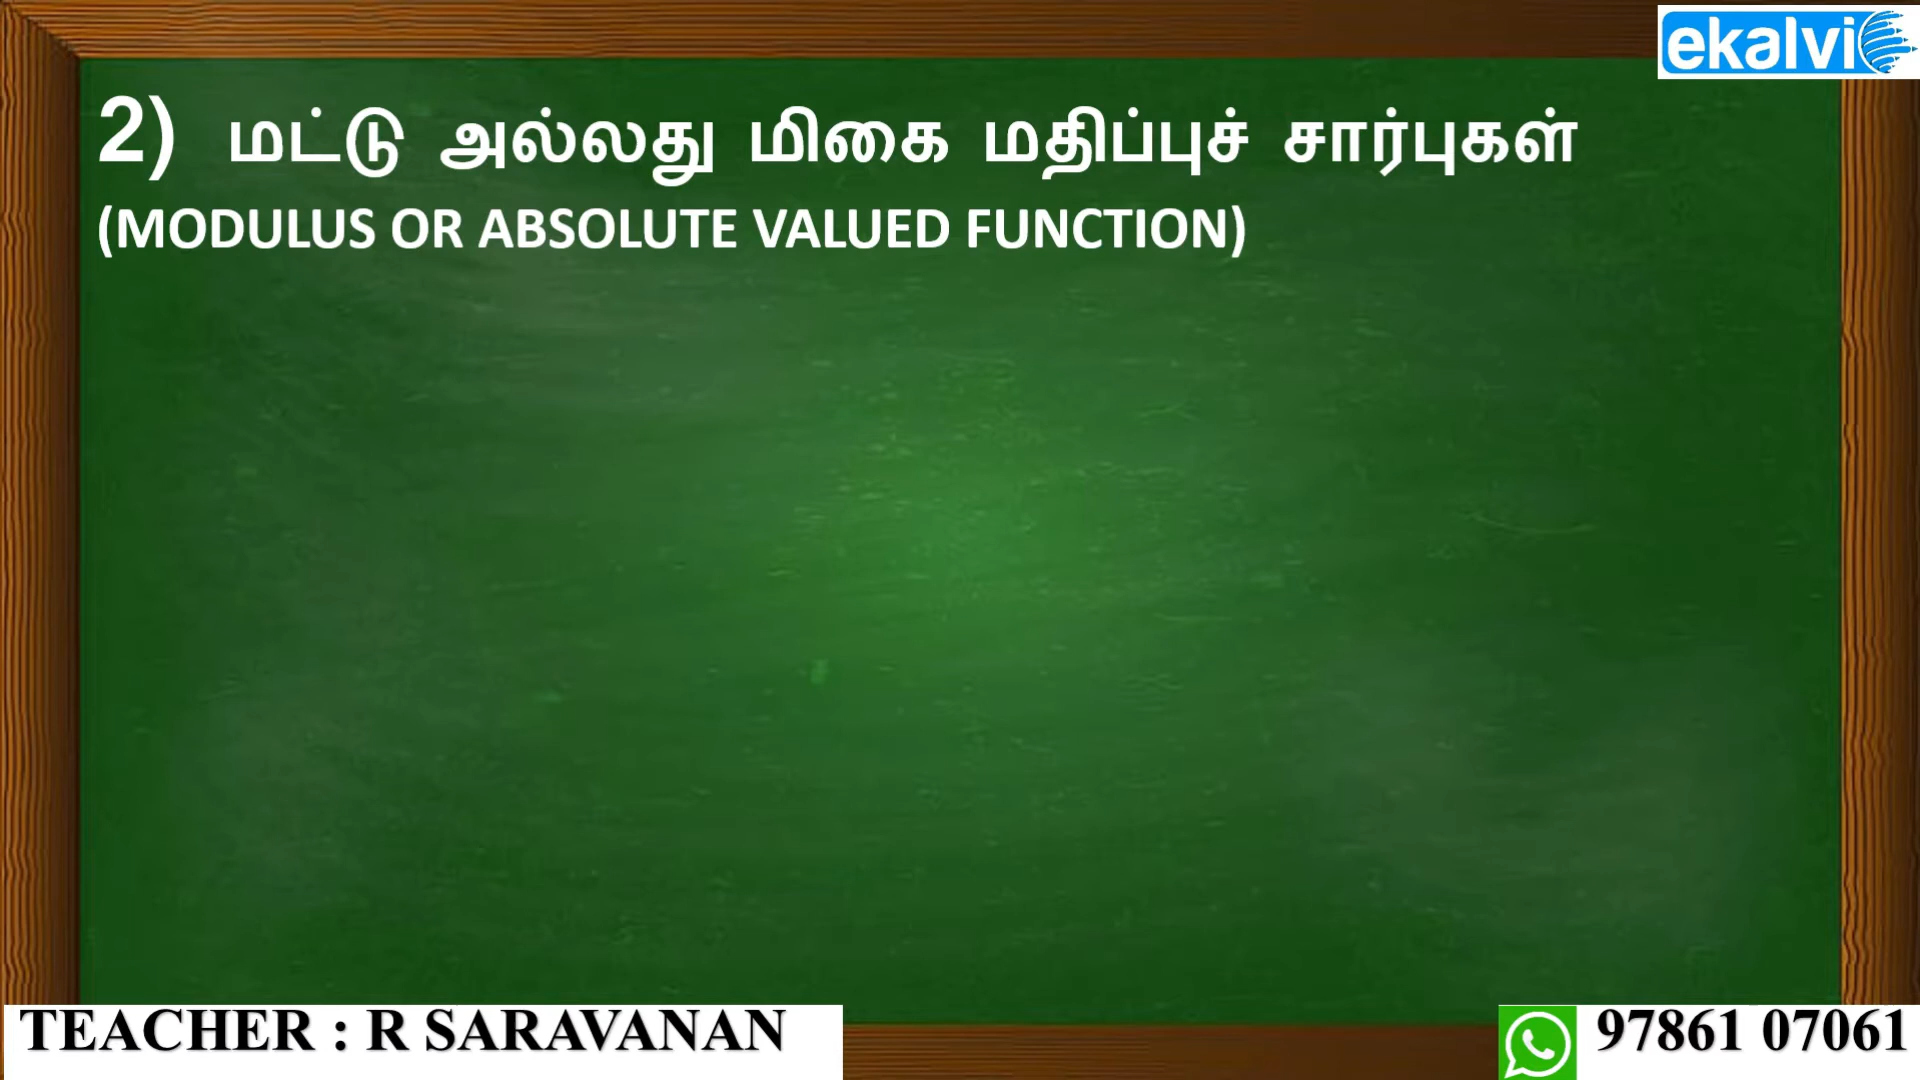 ekalvi
2) மட்டு அல்லது மிகை மதிப்புச் சார்புகள்
(MODULUS OR ABSOLUTE VALUED FUNCTION)
TEACHER : R SARAVANAN
97861 07061